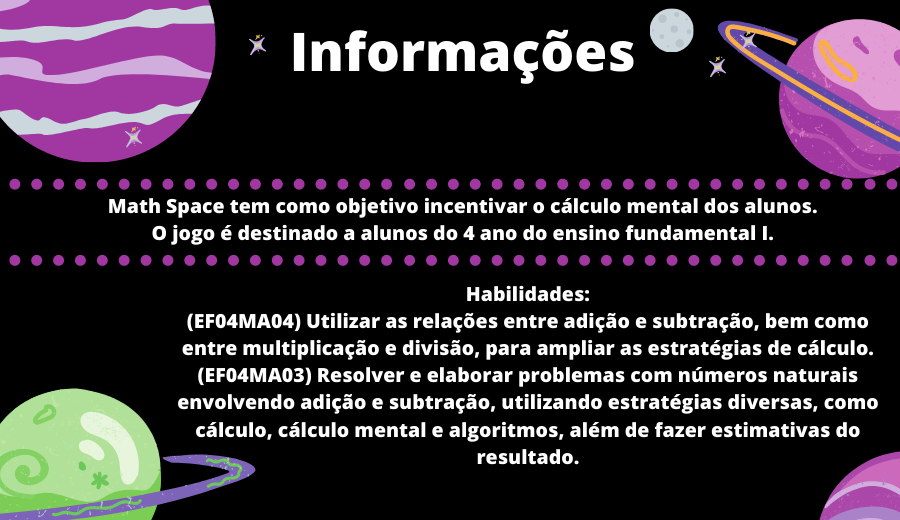 Informações
Math Space tem como objetivo incentivar o cálculo mental dos alunos.
O jogo é destinado a alunos do 4 ano do ensino fundamental I.
Habilidades:
(EF04MA04) Utilizar as relações entre adição e subtração, bem como
entre multiplicação e divisão, para ampliar as estratégias de cálculo.
(EF04MA03) Resolver e elaborar problemas com números naturais
envolvendo adição e subtração, utilizando estratégias diversas, como
cálculo, cálculo mental e algoritmos, além de fazer estimativas do
resultado.